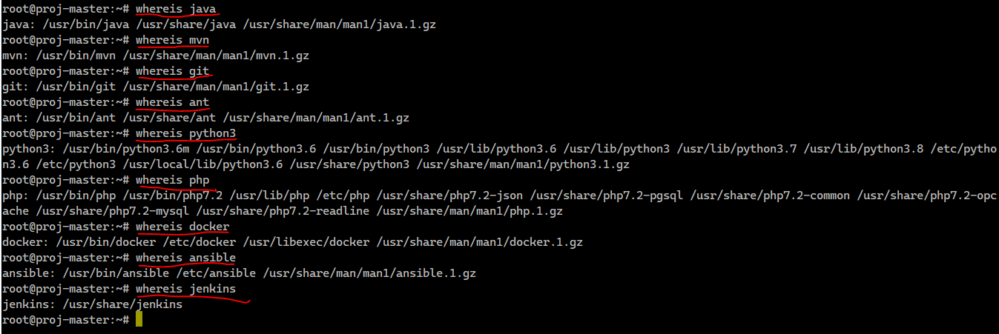 root@proj-master:~# whereis java
java: /usr/bin/java /usr/share/java /usr/share/man/man1/java.1.gz
root@proj-master:~# whereis mvn
mvn: /usr/bin/mvn /usr/share/man/man1/mvn.1.gz
root@proj-master:~# whereis git
git: /usr/bin/git /usr/share/man/man1/git.1.gz
root@proj-master:~# whereis ant
ant: /usr/bin/ant /usr/share/ant /usr/share/man/man1/ant.1.gz
root@proj-master:~# whereis python3
python3: /usr/bin/python3.6m /usr/bin/python3.6 /usr/bin/python3 /usr/lib/python3.6 /usr/lib/python3 /usr/lib/python3.7 /usr/lib/python3.8 /etc/pytho
n3.6 /etc/python3 /usr/local/lib/python3.6 /usr/share/python3 /usr/share/man/man1/python3.1.gz
root@proj-master:~# whereis php
php: /usr/bin/php /usr/bin/php7.2 /usr/lib/php /etc/php /usr/share/php7.2-json /usr/share/php7.2-pgsql /usr/share/php7.2-common /usr/share/php7.2-opc
ache /usr/share/php7.2-mysql /usr/share/php7.2-readline /usr/share/man/man1/php.1.gz
root@proj-master:~# whereis docker
docker: /usr/bin/docker /etc/docker /usr/libexec/docker /usr/share/man/man1/docker.1.gz
root@proj-master:~# whereis ansible
ansible: /usr/bin/ansible /etc/ansible /usr/share/man/man1/ansible.1.gz
root@proj-master:~# whereis jenkins
jenkins: /usr/share/jenkins
root@proj-master:~#